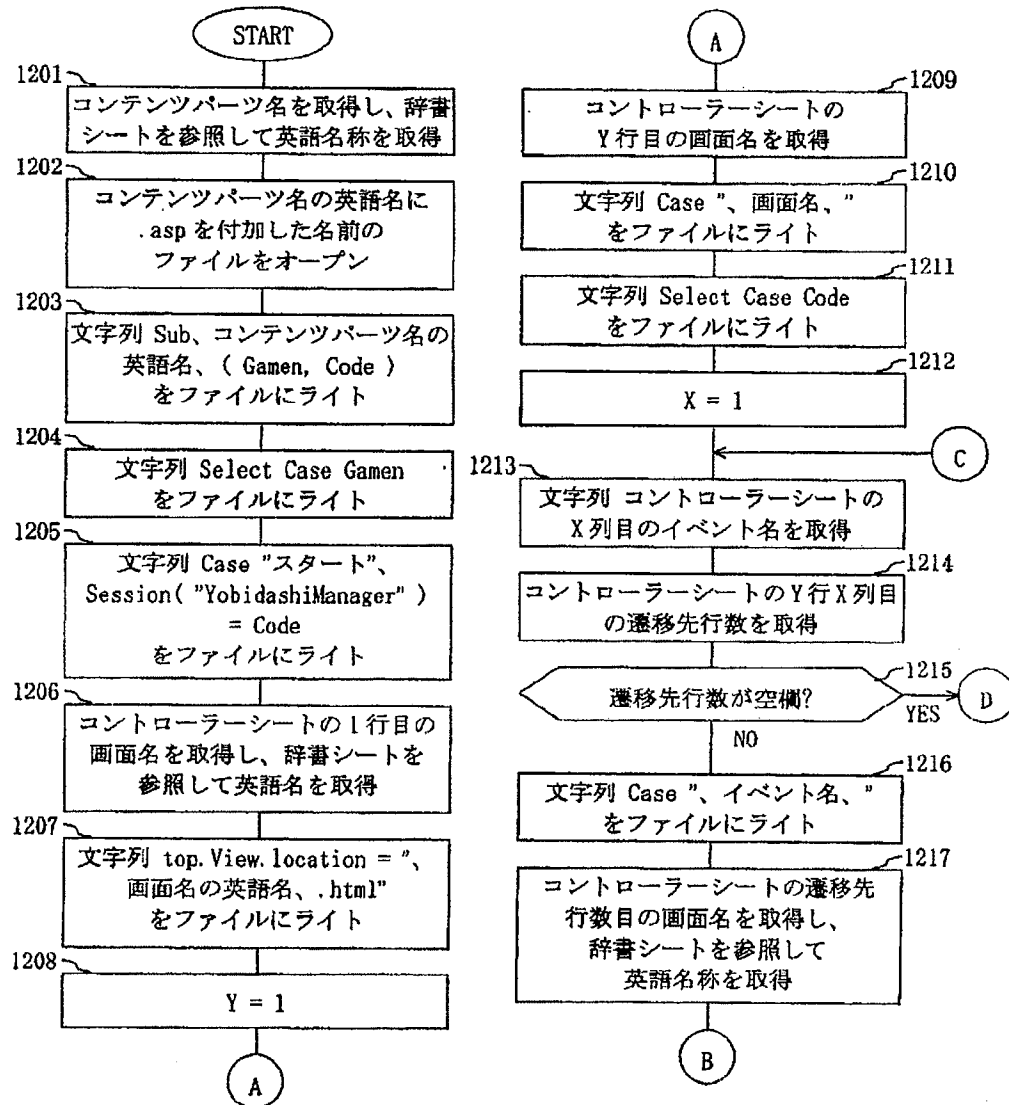 START
1201
コンテンツパーツ名を取得し、辞書
シートを参照して英語名称を取得
1202
コンテンツパーツ名の英語名に
.asp を付加した名前の
ファイルをオープン
1203
文字列 Sub、コンテンツパーツ名の
英語名、( Gamen, Code )
をファイルにライト
1204
文字列 Select Case Gamen
をファイルにライト
1205
文字列 Case "スタート"、
Session( "YobidashiManager" )
= Code
をファイルにライト
1206
コントローラーシートの1行目の
画面名を取得し、辞書シートを
参照して英語名を取得
1207
文字列 top.View.location = "、
画面名の英語名、.html"
をファイルにライト
1208
Y = 1
A
A
1209
コントローラーシートの
Y行目の画面名を取得
1210
文字列 Case "、画面名、"
をファイルにライト
1211
文字列 Select Case Code
をファイルにライト
1212
X = 1
C
1213
文字列 コントローラーシートの
X列目のイベント名を取得
1214
コントローラーシートのY行X列目
の遷移先行数を取得
1215
遷移先行数が空欄?
YES
D
NO
1216
文字列 Case "、イベント名、"
をファイルにライト
1217
コントローラーシートの遷移先
行数目の画面名を取得し、
辞書シートを参照して
英語名称を取得
B